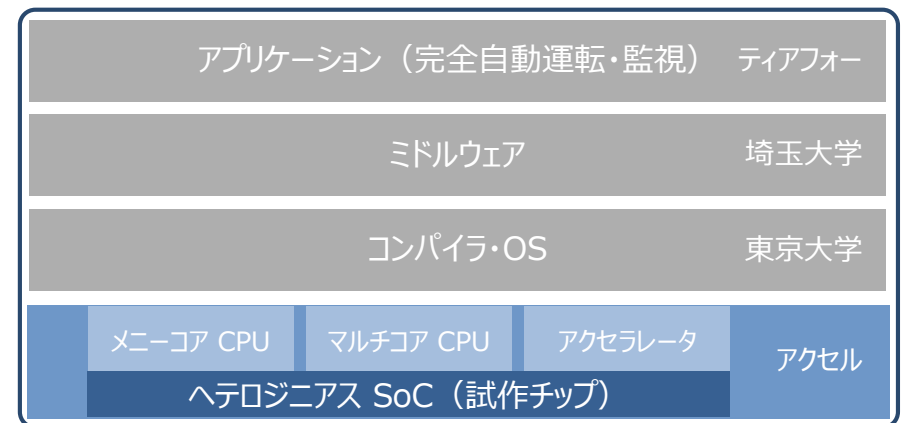 アプリケーション（完全自動運転・監視） ティアフォー
ミドルウェア 埼玉大学
コンパイラ・OS 東京大学
メニーコア CPU マルチコア CPU アクセラレータ アクセル
ヘテロジニアス SoC（試作チップ）